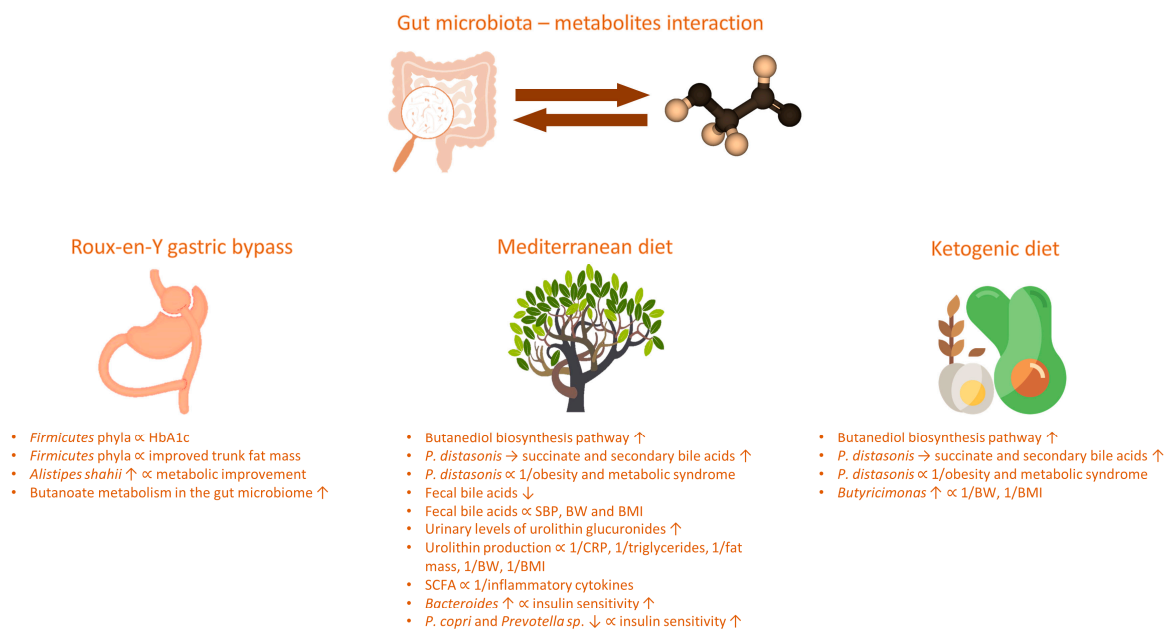 Gut microbiota – metabolites interaction
Roux-en-Y gastric bypass
• Firmicutes phyla ∝ HbA1c
• Firmicutes phyla ∝ improved trunk fat mass
• Alistipes shahii ↑ ∝ metabolic improvement
• Butanoate metabolism in the gut microbiome ↑
Mediterranean diet
• Butanediol biosynthesis pathway ↑
• P. distasonis → succinate and secondary bile acids ↑
• P. distasonis ∝ 1/obesity and metabolic syndrome
• Fecal bile acids ↓
• Fecal bile acids ∝ SBP, BW and BMI
• Urinary levels of urolithin glucuronides ↑
• Urolithin production ∝ 1/CRP, 1/triglycerides, 1/fat
mass, 1/BW, 1/BMI
• SCFA ∝ 1/inflammatory cytokines
• Bacteroides ↑ ∝ insulin sensitivity ↑
• P. copri and Prevotella sp. ↓ ∝ insulin sensitivity ↑
Ketogenic diet
• Butanediol biosynthesis pathway ↑
• P. distasonis → succinate and secondary bile acids ↑
• P. distasonis ∝ 1/obesity and metabolic syndrome
• Butyricimonas ↑ ∝ 1/BW, 1/BMI